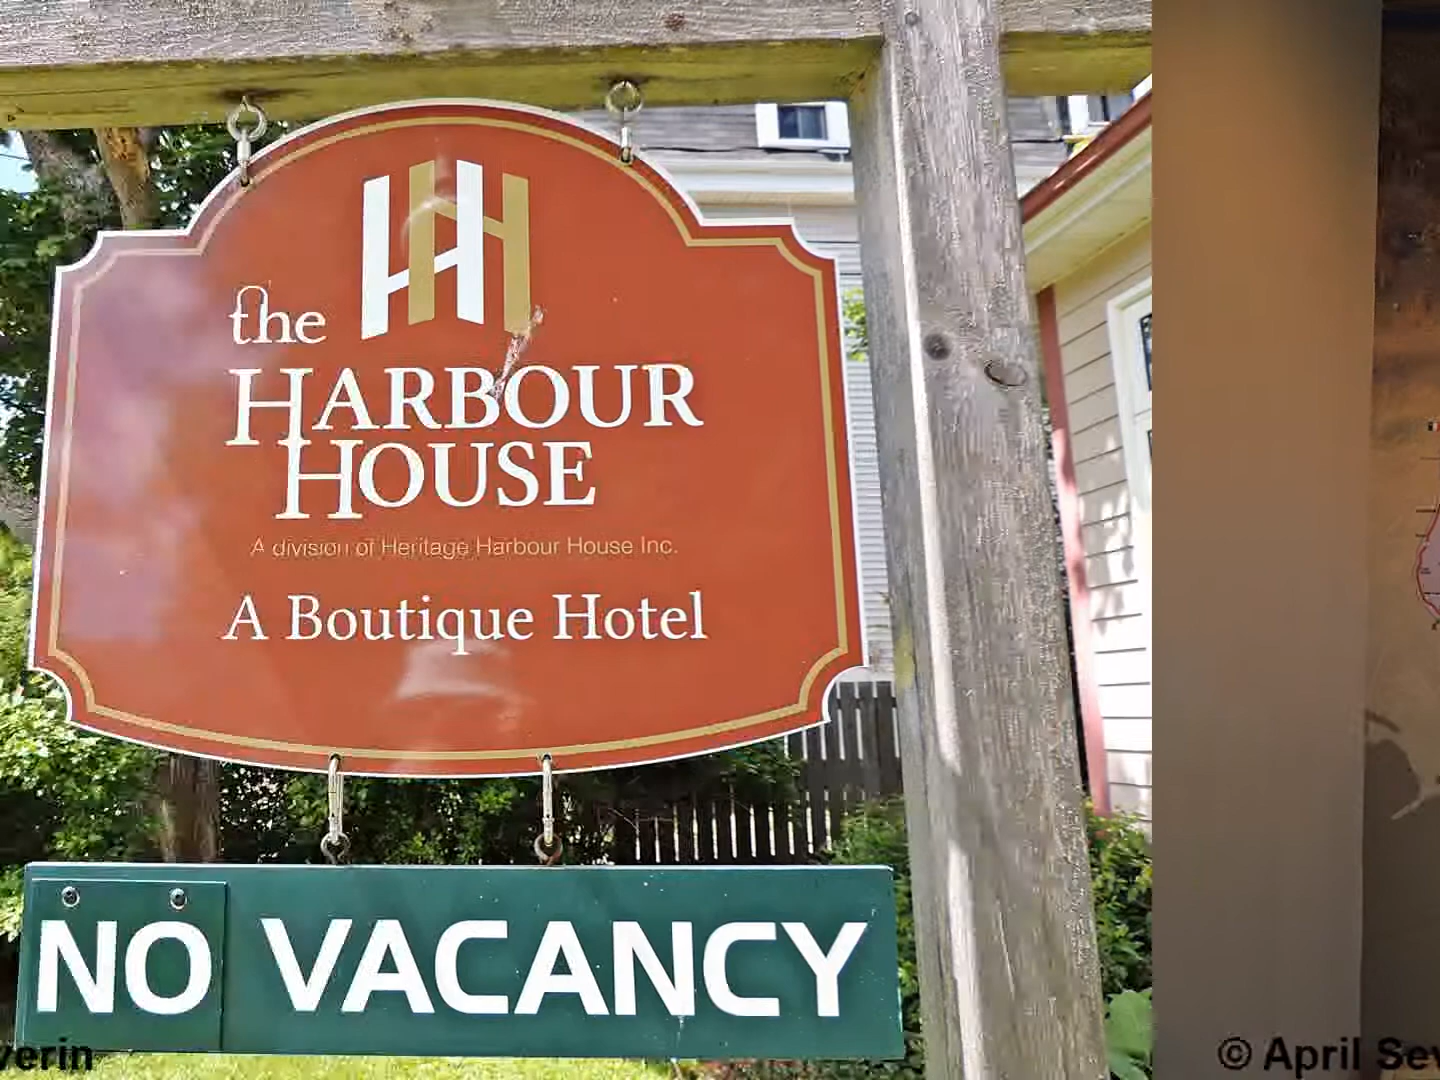 the
HARBOUR
HOUSE
A division of Heritage Harbour House Inc.
A Boutique Hotel
NO VACANCY
verin
© April Sev